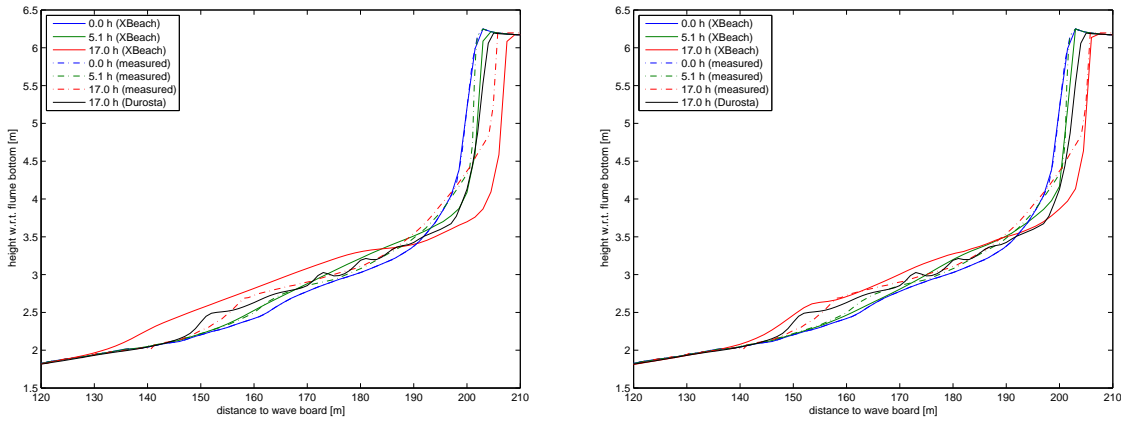 6.5
6
5.5
5
4.5
4
3.5
3
2.5
2
1.5
height w.r.t. flume bottom [m]
0.0 h (XBeach)
5.1 h (XBeach)
17.0 h (XBeach)
0.0 h (measured)
5.1 h (measured)
17.0 h (measured)
17.0 h (Durosta)
120 130 140 150 160 170 180 190 200 210
distance to wave board [m]
6.5
6
5.5
5
4.5
4
3.5
3
2.5
2
1.5
height w.r.t. flume bottom [m]
0.0 h (XBeach)
5.1 h (XBeach)
17.0 h (XBeach)
0.0 h (measured)
5.1 h (measured)
17.0 h (measured)
17.0 h (Durosta)
120 130 140 150 160 170 180 190 200 210
distance to wave board [m]